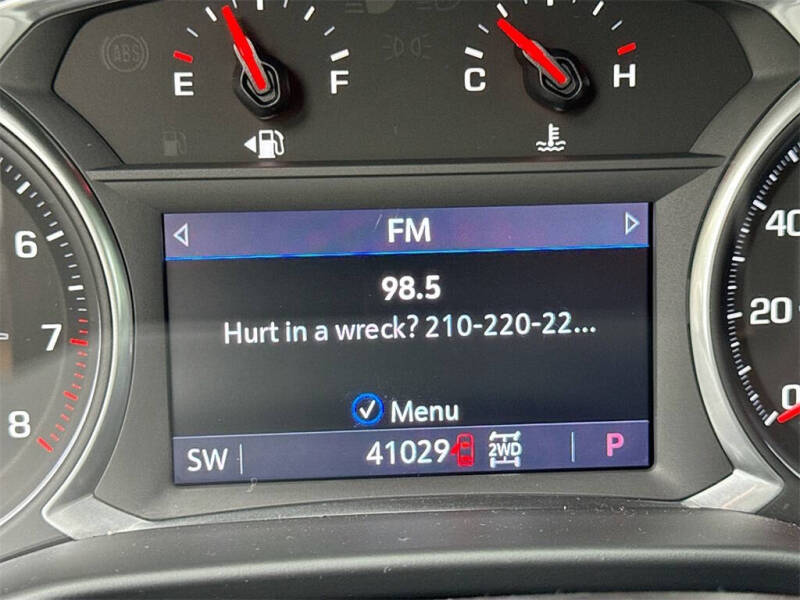 ABS
E F
C H
FM
98.5
Hurt in a wreck? 210-220-22...
Menu
SW 41029 2WD P
6
7
8
40
20
0